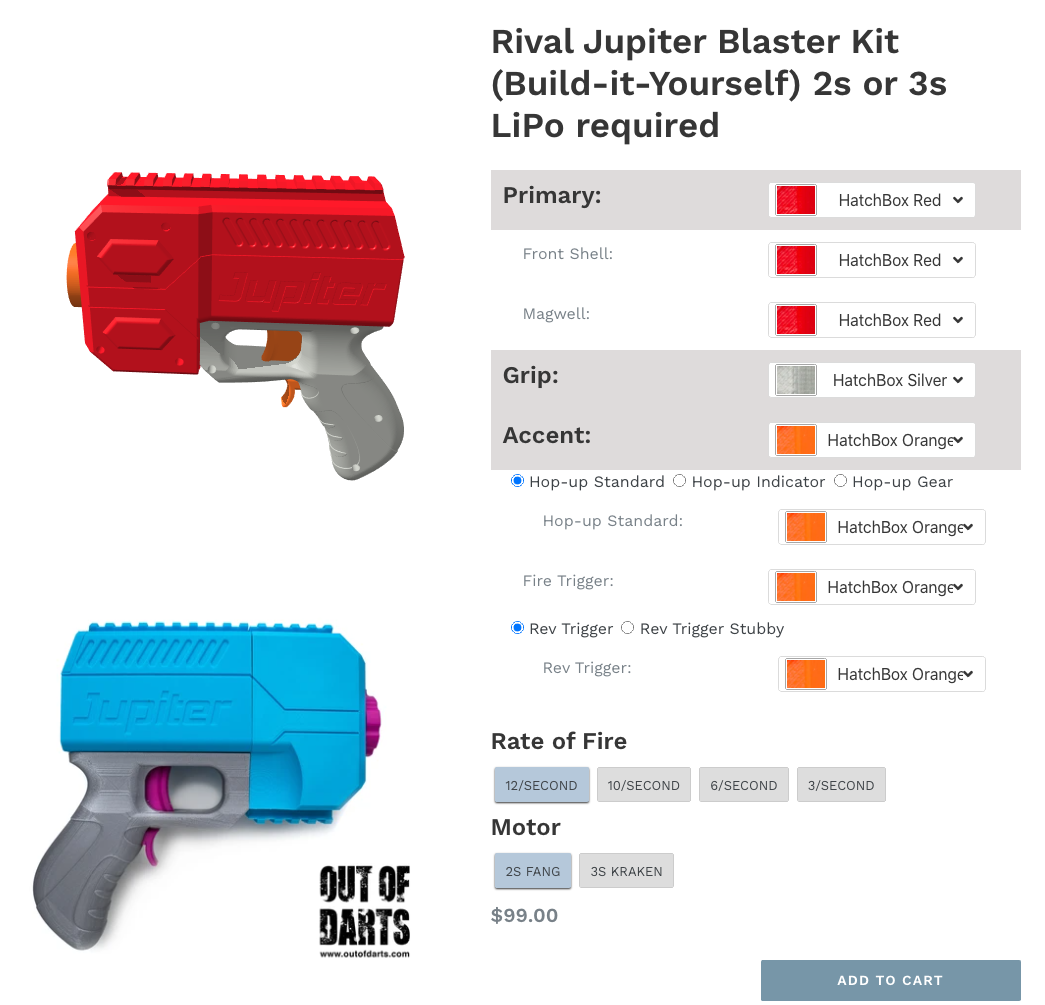 Rival Jupiter Blaster Kit
(Build-it-Yourself) 2s or 3s
LiPo required
Primary: HatchBox Red
Front Shell: HatchBox Red
Magwell: HatchBox Red
Grip: HatchBox Silver
Accent: HatchBox Orange
Hop-up Standard Hop-up Indicator Hop-up Gear
Hop-up Standard: HatchBox Orange
Fire Trigger: HatchBox Orange
Rev Trigger Rev Trigger Stubby
Rev Trigger: HatchBox Orange
Rate of Fire
12/SECOND 10/SECOND 6/SECOND 3/SECOND
Motor
2S FANG 3S KRAKEN
$99.00
ADD TO CART
Jupiter
Jupiter
OUT OF
DARTS
www.outofdarts.com